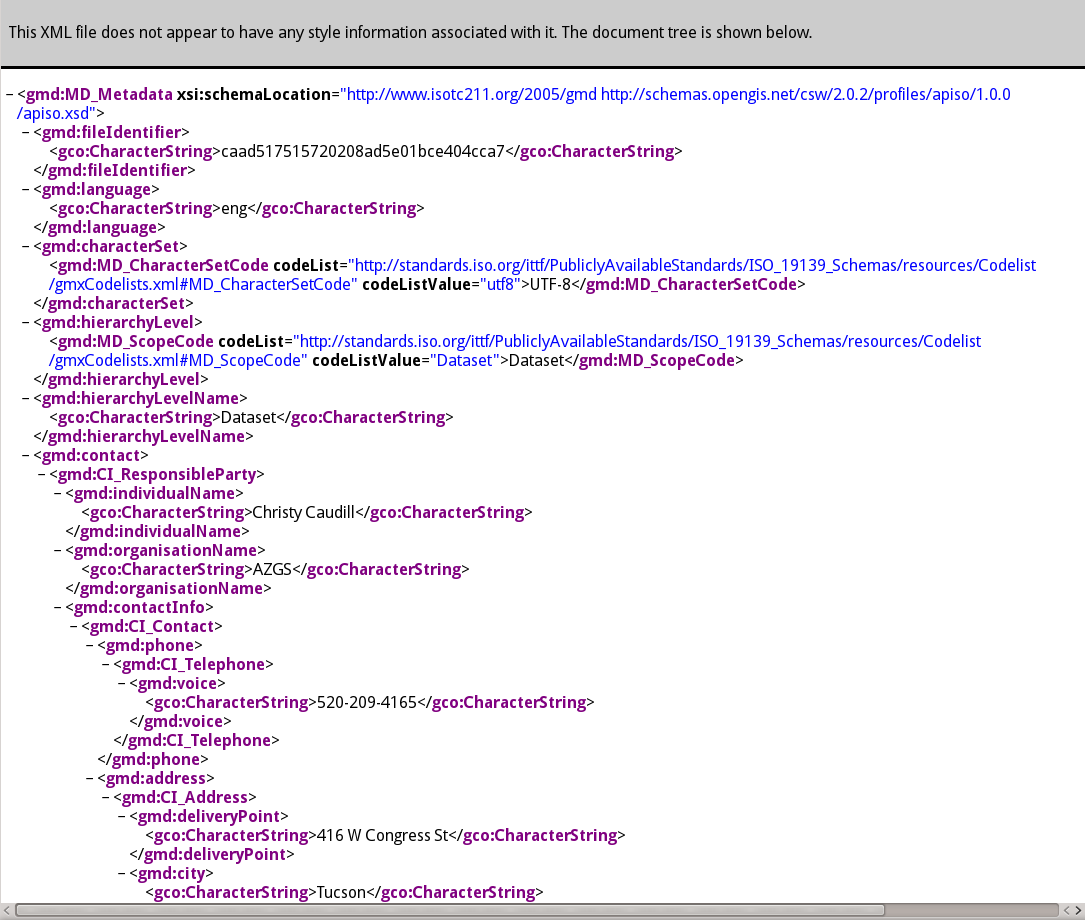 This XML file does not appear to have any style information associated with it. The document tree is shown below.
− <gmd:MD_Metadata xsi:schemaLocation="http://www.isotc211.org/2005/gmd http://schemas.opengis.net/csw/2.0.2/profiles/apiso/1.0.0
/apiso.xsd">
− <gmd:fileIdentifier>
<gco:CharacterString>caad517515720208ad5e01bce404cca7</gco:CharacterString>
</gmd:fileIdentifier>
− <gmd:language>
<gco:CharacterString>eng</gco:CharacterString>
</gmd:language>
− <gmd:characterSet>
<gmd:MD_CharacterSetCode codeList="http://standards.iso.org/ittf/PubliclyAvailableStandards/ISO_19139_Schemas/resources/Codelist
/gmxCodelists.xml#MD_CharacterSetCode" codeListValue="utf8">UTF-8</gmd:MD_CharacterSetCode>
</gmd:characterSet>
− <gmd:hierarchyLevel>
<gmd:MD_ScopeCode codeList="http://standards.iso.org/ittf/PubliclyAvailableStandards/ISO_19139_Schemas/resources/Codelist
/gmxCodelists.xml#MD_ScopeCode" codeListValue="Dataset">Dataset</gmd:MD_ScopeCode>
</gmd:hierarchyLevel>
− <gmd:hierarchyLevelName>
<gco:CharacterString>Dataset</gco:CharacterString>
</gmd:hierarchyLevelName>
− <gmd:contact>
− <gmd:CI_ResponsibleParty>
− <gmd:individualName>
<gco:CharacterString>Christy Caudill</gco:CharacterString>
</gmd:individualName>
− <gmd:organisationName>
<gco:CharacterString>AZGS</gco:CharacterString>
</gmd:organisationName>
− <gmd:contactInfo>
− <gmd:CI_Contact>
− <gmd:phone>
− <gmd:CI_Telephone>
− <gmd:voice>
<gco:CharacterString>520-209-4165</gco:CharacterString>
</gmd:voice>
</gmd:CI_Telephone>
</gmd:phone>
− <gmd:address>
− <gmd:CI_Address>
− <gmd:deliveryPoint>
<gco:CharacterString>416 W Congress St</gco:CharacterString>
</gmd:deliveryPoint>
− <gmd:city>
<gco:CharacterString>Tucson</gco:CharacterString>